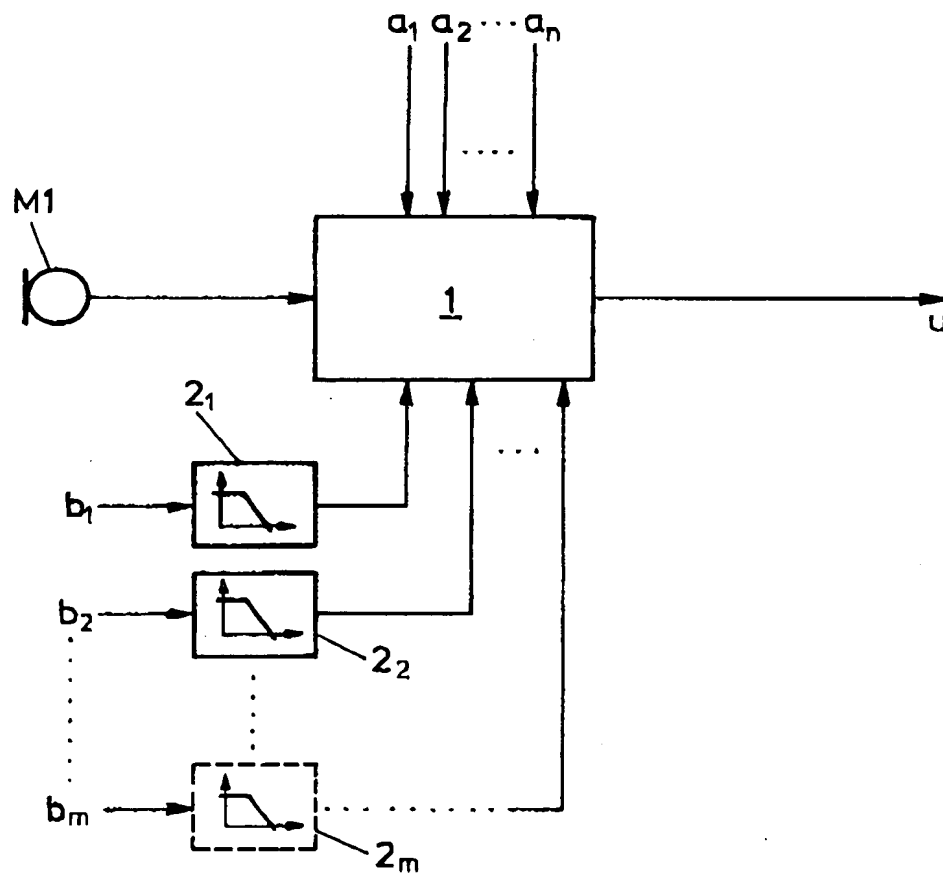 a₁ a₂ ···· aₙ
····
M1
1
u
2₁
····
b₁
b₂
2₂
bₘ
2ₘ